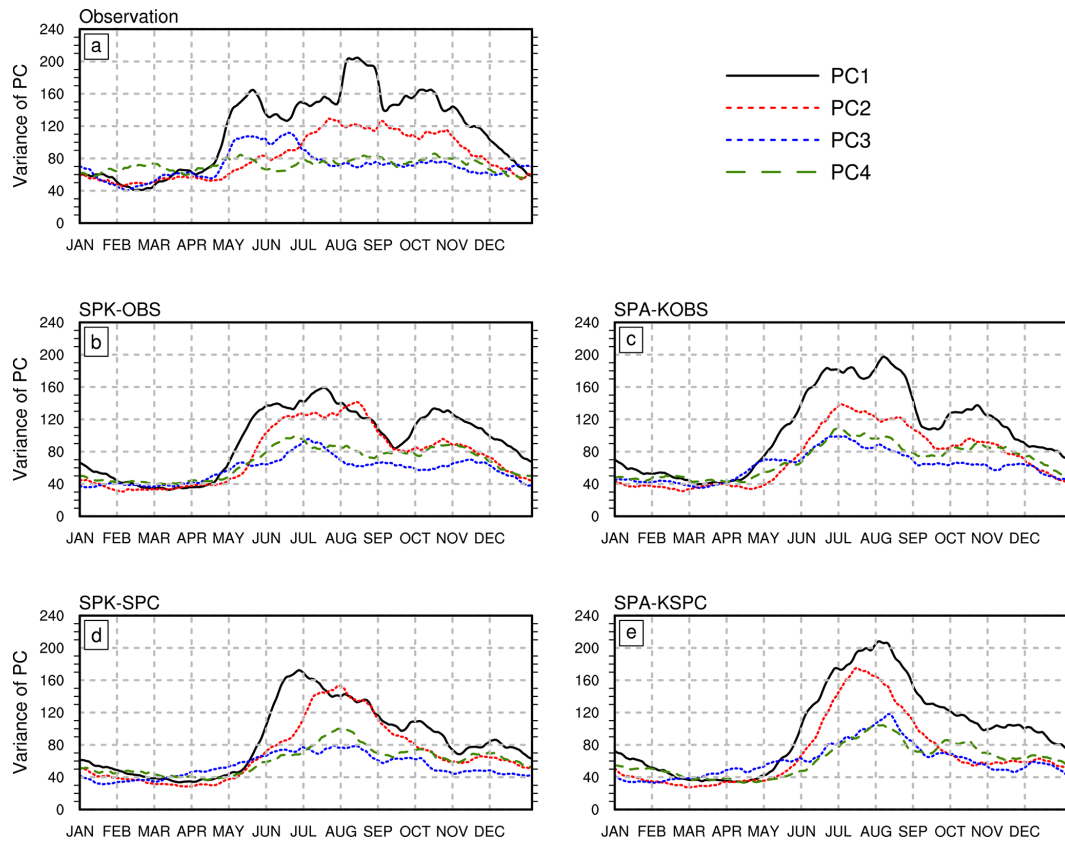 Observation
a
Variance of PC
240
200
160
120
80
40
0
JAN FEB MAR APR MAY JUN JUL AUG SEP OCT NOV DEC
PC1
PC2
PC3
PC4
SPK-OBS
b
Variance of PC
240
200
160
120
80
40
0
JAN FEB MAR APR MAY JUN JUL AUG SEP OCT NOV DEC
SPA-KOBS
c
240
200
160
120
80
40
0
JAN FEB MAR APR MAY JUN JUL AUG SEP OCT NOV DEC
SPK-SPC
d
Variance of PC
240
200
160
120
80
40
0
JAN FEB MAR APR MAY JUN JUL AUG SEP OCT NOV DEC
SPA-KSPC
e
240
200
160
120
80
40
0
JAN FEB MAR APR MAY JUN JUL AUG SEP OCT NOV DEC